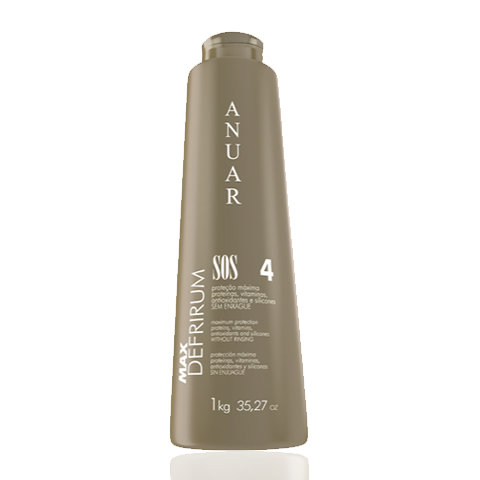 ANUAR
SOS 4
proteção máxima
proteínas, vitaminas,
antioxidantes e silicones
SEM ENXAGUE
maximum protection
proteins, vitamins,
antioxidants and silicones
WITHOUT RINSING
protección máxima
proteínas, vitaminas,
antioxidantes y silicones
SIN ENJUAGUE
MAX
DEFRIRUM
1kg 35,27 oz